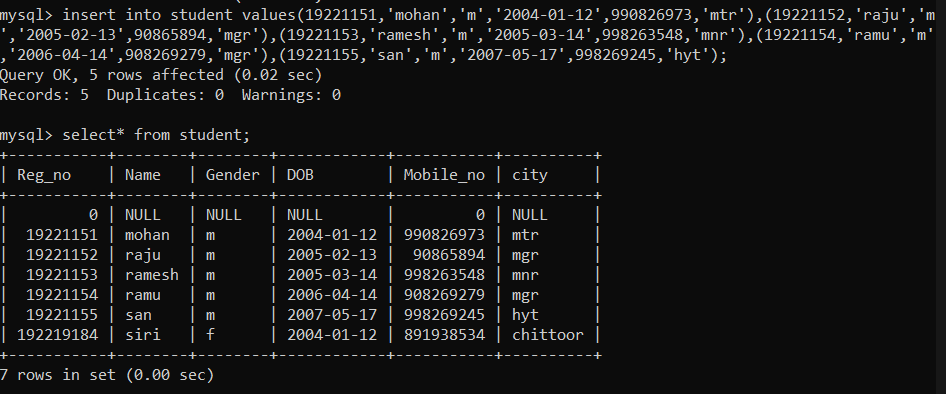 mysql> insert into student values(19221151,'mohan','m','2004-01-12',990826973,'mtr'),(19221152,'raju','m
','2005-02-13',90865894,'mgr'),(19221153,'ramesh','m','2005-03-14',998263548,'mnr'),(19221154,'ramu','m'
,'2006-04-14',908269279,'mgr'),(19221155,'san','m','2007-05-17',998269245,'hyt');
Query OK, 5 rows affected (0.02 sec)
Records: 5  Duplicates: 0  Warnings: 0

mysql> select* from student;
+-----------+--------+--------+------------+-----------+----------+
| Reg_no    | Name   | Gender | DOB        | Mobile_no | city     |
+-----------+--------+--------+------------+-----------+----------+
|         0 | NULL   | NULL   | NULL       |         0 | NULL     |
|  19221151 | mohan  | m      | 2004-01-12 | 990826973 | mtr      |
|  19221152 | raju   | m      | 2005-02-13 |  90865894 | mgr      |
|  19221153 | ramesh | m      | 2005-03-14 | 998263548 | mnr      |
|  19221154 | ramu   | m      | 2006-04-14 | 908269279 | mgr      |
|  19221155 | san    | m      | 2007-05-17 | 998269245 | hyt      |
| 192219184 | siri   | f      | 2004-01-12 | 891938534 | chittoor |
+-----------+--------+--------+------------+-----------+----------+
7 rows in set (0.00 sec)